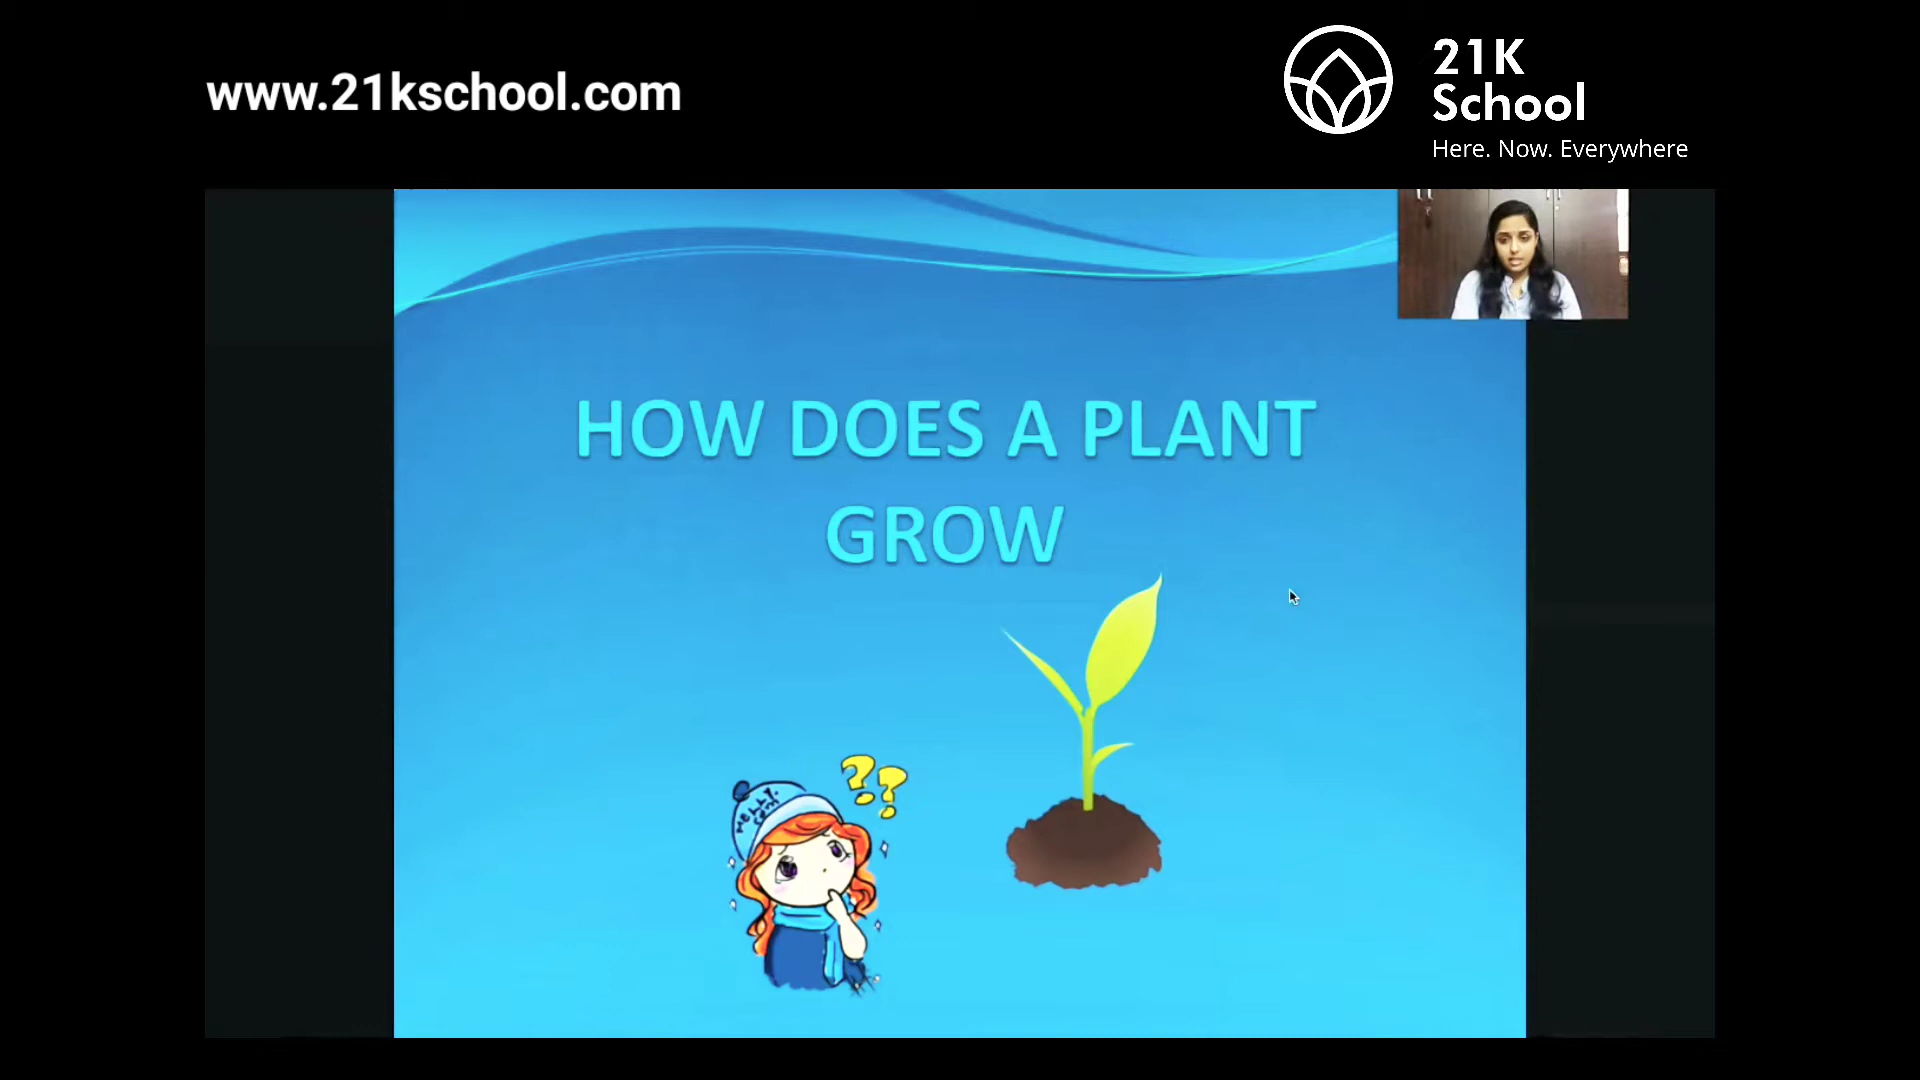 www.21kschool.com
21K
School
Here. Now. Everywhere
HOW DOES A PLANT
GROW
??